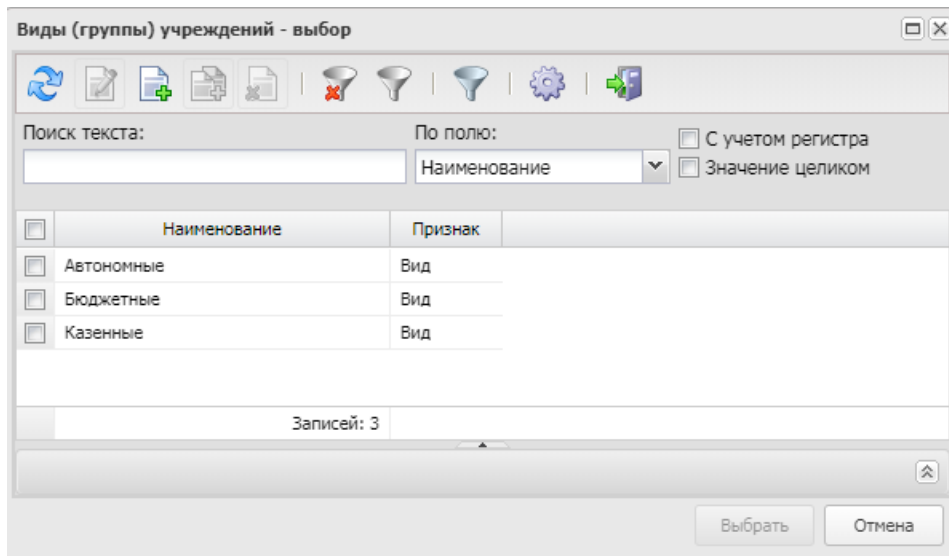 Виды (группы) учреждений - выбор
Поиск текста:
По полю:
С учетом регистра
Наименование
Значение целиком
Наименование Признак
Автономные Вид
Бюджетные Вид
Казенные Вид
Записей: 3
Выбрать Отмена